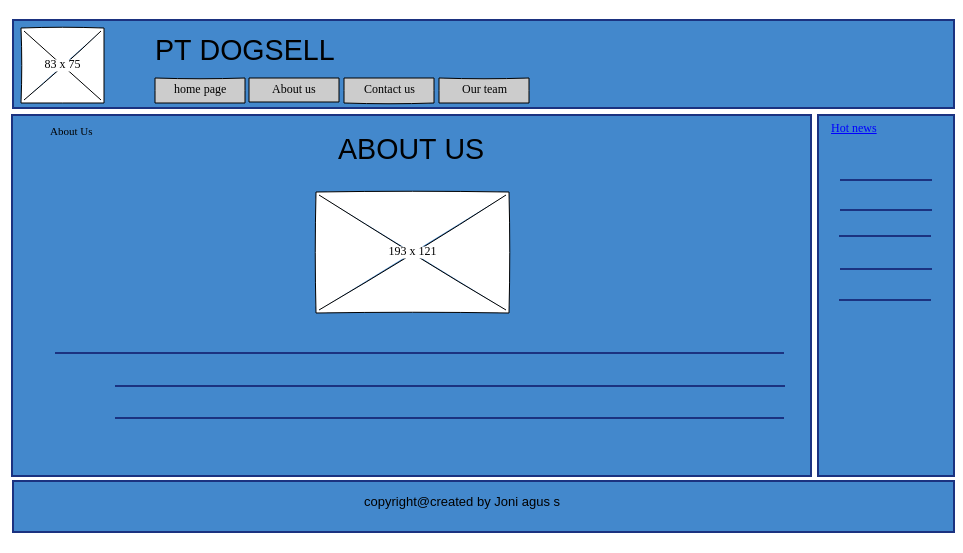 PT DOGSELL
83 x 75
home page
About us
Contact us
Our team
About Us
ABOUT US
193 x 121
Hot news
copyright@created by Joni agus s